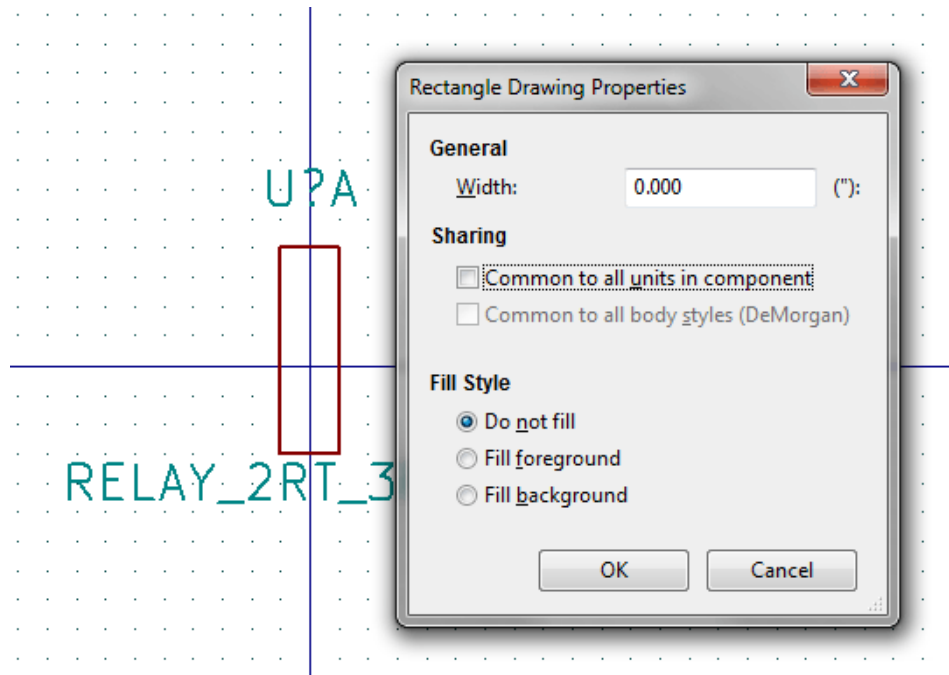 Rectangle Drawing Properties
General
Width: 0.000 ("):
Sharing
Common to all units in component
Common to all body styles (DeMorgan)
Fill Style
Do not fill
Fill foreground
Fill background
OK Cancel
U?A
RELAY_2RT_3